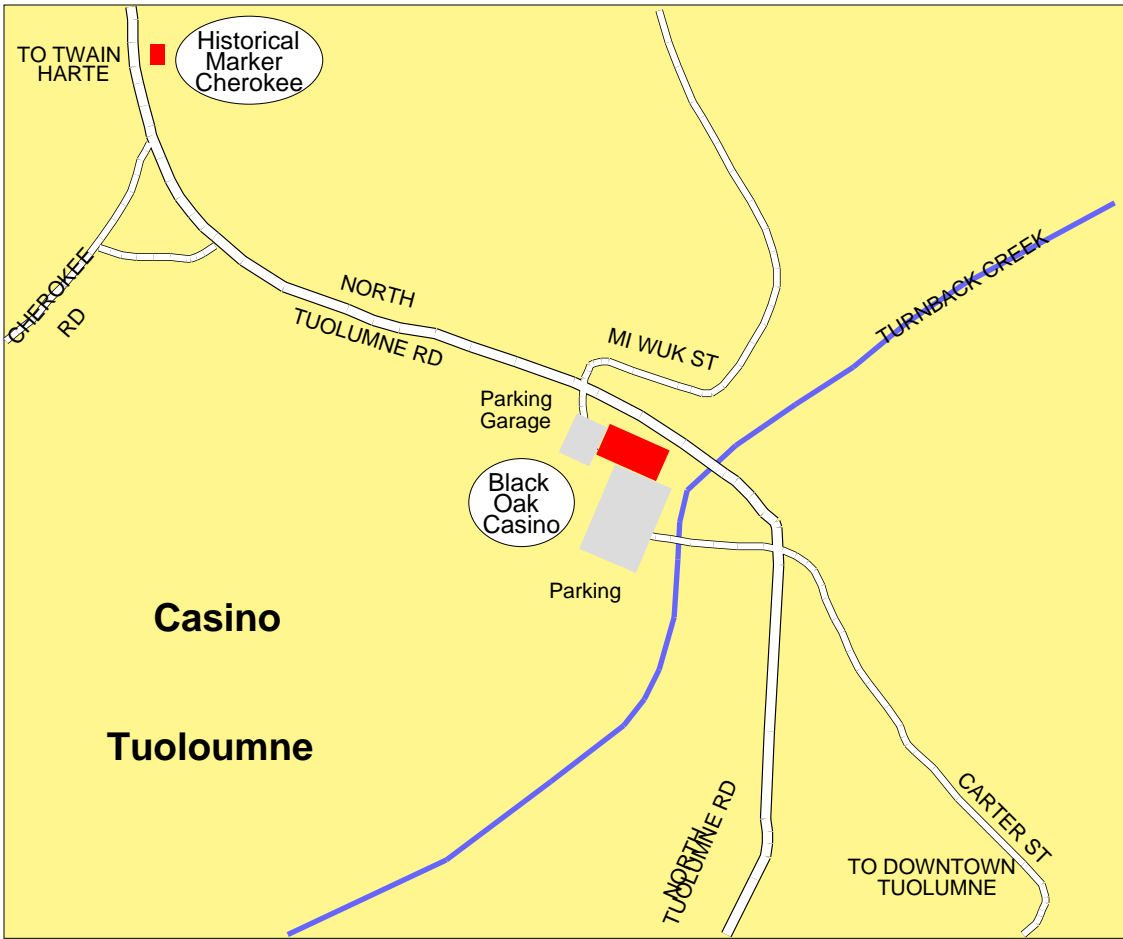 TO TWAIN
HARTE
Historical
Marker
Cherokee
CHEROKEE
RD
NORTH
TUOLUMNE RD
MI WUK ST
TURNBACK CREEK
Parking
Garage
Black
Oak
Casino
Parking
Casino
Tuoloumne
NORTH
TUOLUMNE RD
CARTER ST
TO DOWNTOWN
TUOLUMNE